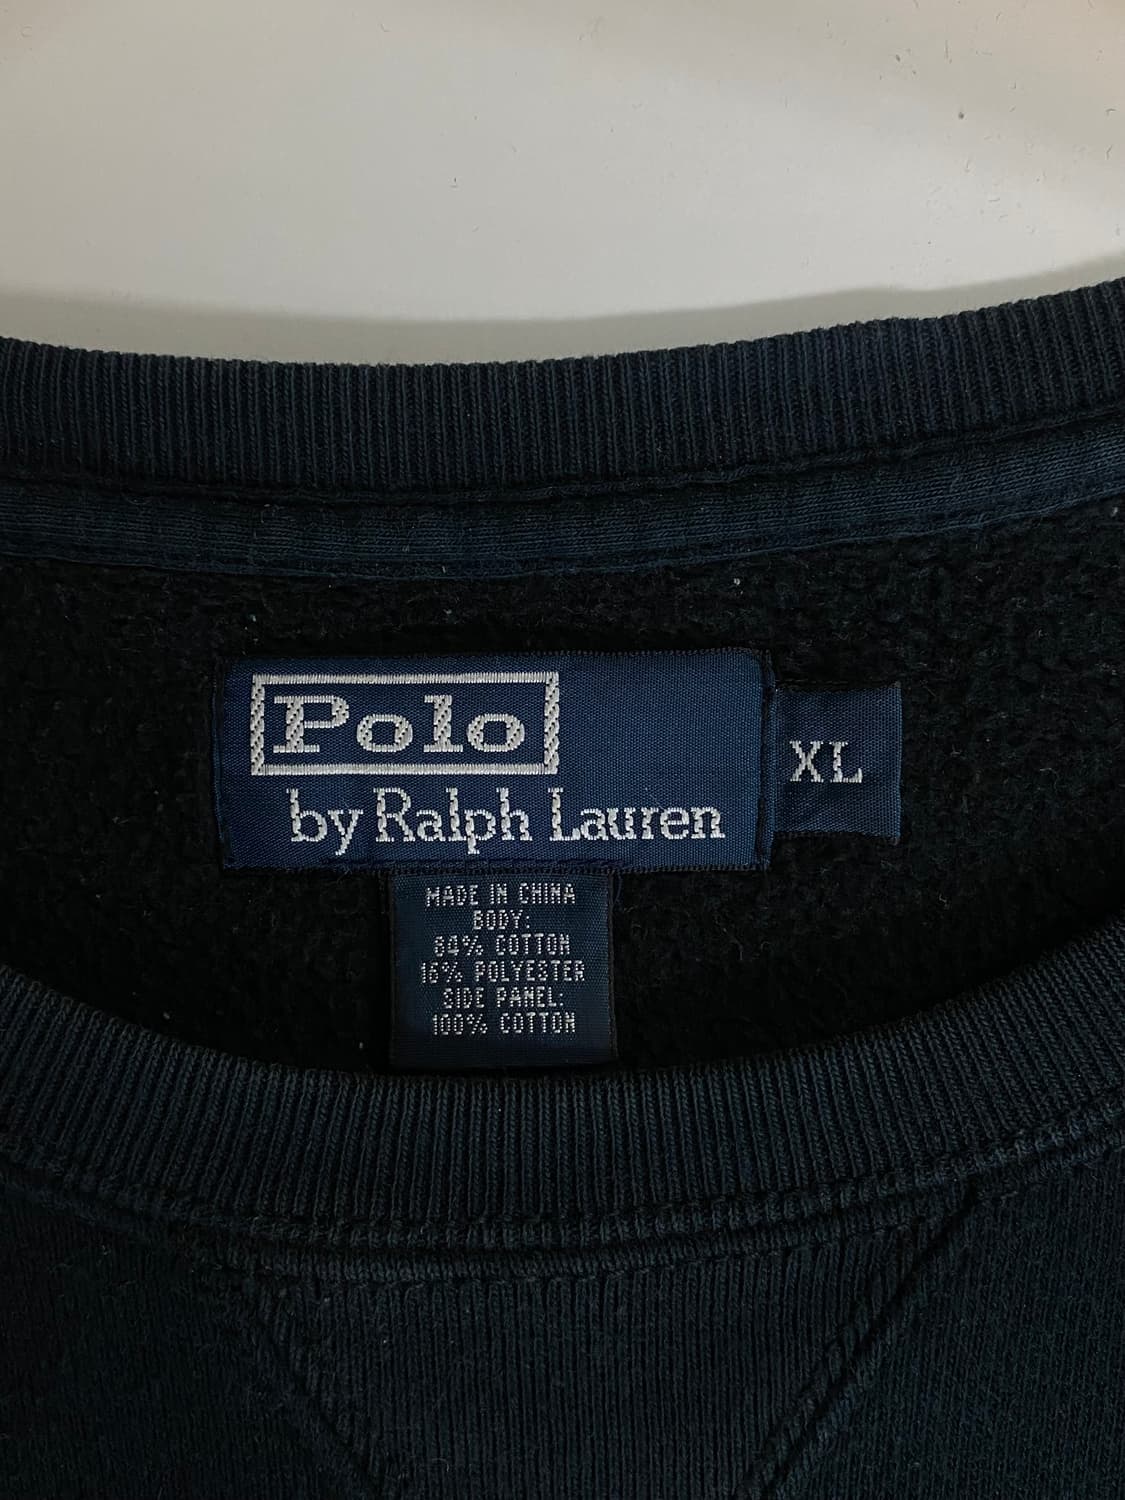 Polo
by Ralph Lauren
XL
MADE IN CHINA
BODY:
84% COTTON
16% POLYESTER
SIDE PANEL:
100% COTTON